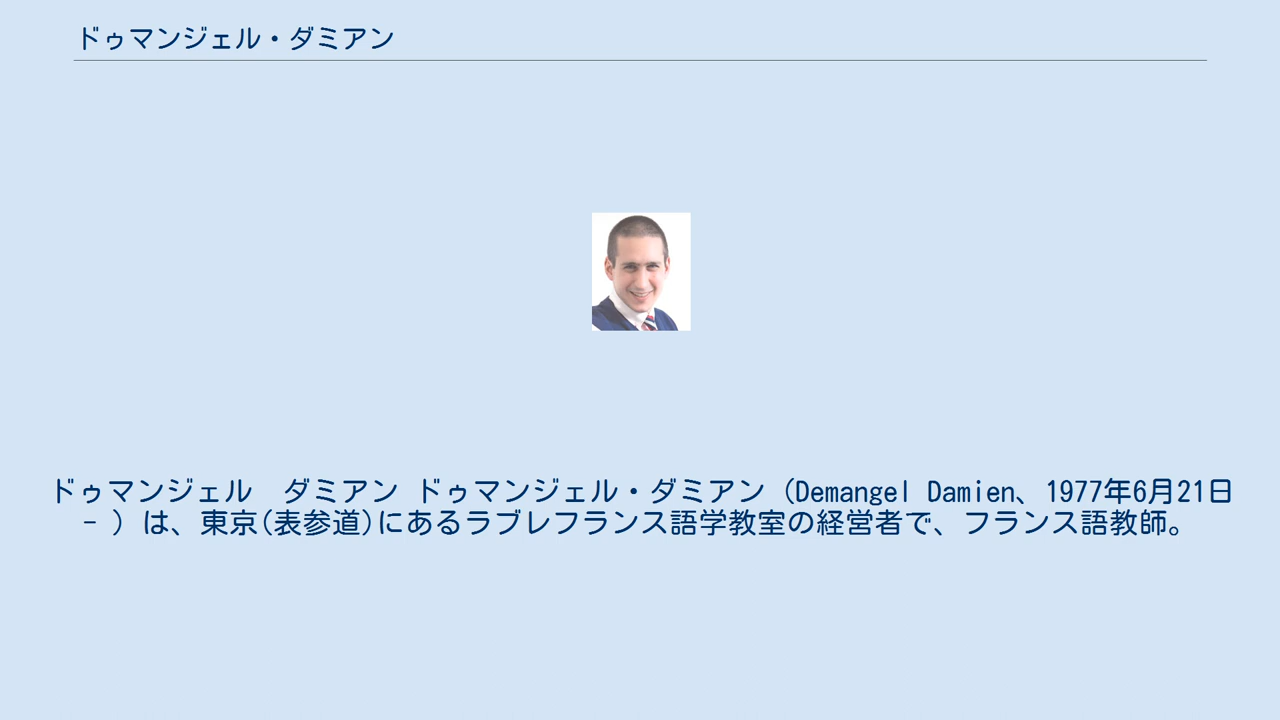 ドゥマンジェル・ダミアン
ドゥマンジェル　ダミアン ドゥマンジェル・ダミアン (Demangel Damien、1977年6月21日
- ) は、東京(表参道)にあるラブレフランス語学教室の経営者で、フランス語教師。